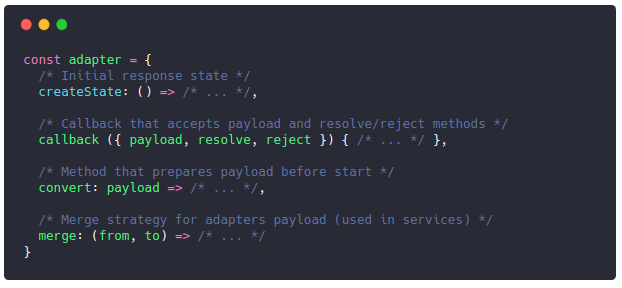 const adapter = {
  /* Initial response state */
  createState: () => /* ... */,
  /* Callback that accepts payload and resolve/reject methods */
  callback ({ payload, resolve, reject }) { /* ... */ },
  /* Method that prepares payload before start */
  convert: payload => /* ... */,
  /* Merge strategy for adapters payload (used in services) */
  merge: (from, to) => /* ... */
}